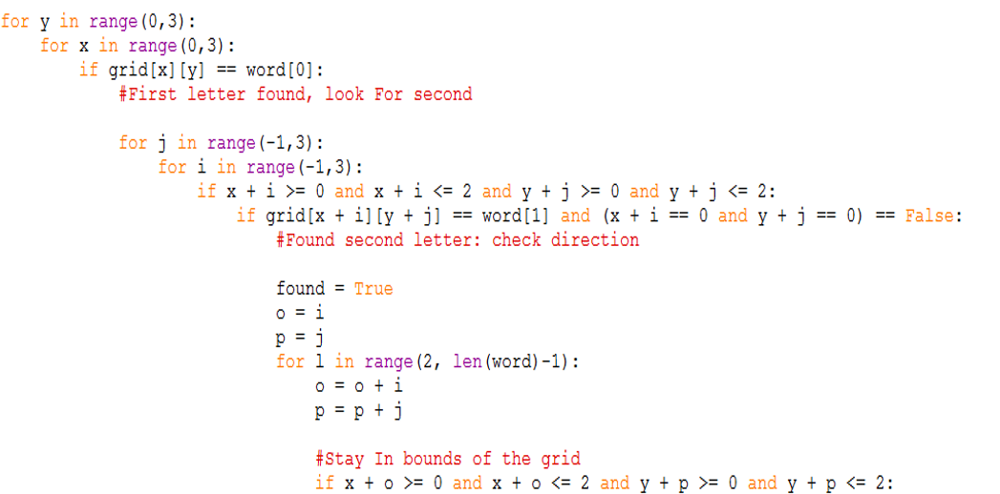 for y in range(0,3):
    for x in range(0,3):
        if grid[x][y] == word[0]:
            #First letter found, look For second

            for j in range(-1,3):
                for i in range(-1,3):
                    if x + i >= 0 and x + i <= 2 and y + j >= 0 and y + j <= 2:
                        if grid[x + i][y + j] == word[1] and (x + i == 0 and y + j == 0) == False:
                            #Found second letter: check direction

                            found = True
                            o = i
                            p = j
                            for l in range(2, len(word)-1):
                                o = o + i
                                p = p + j

                                #Stay In bounds of the grid
                                if x + o >= 0 and x + o <= 2 and y + p >= 0 and y + p <= 2: